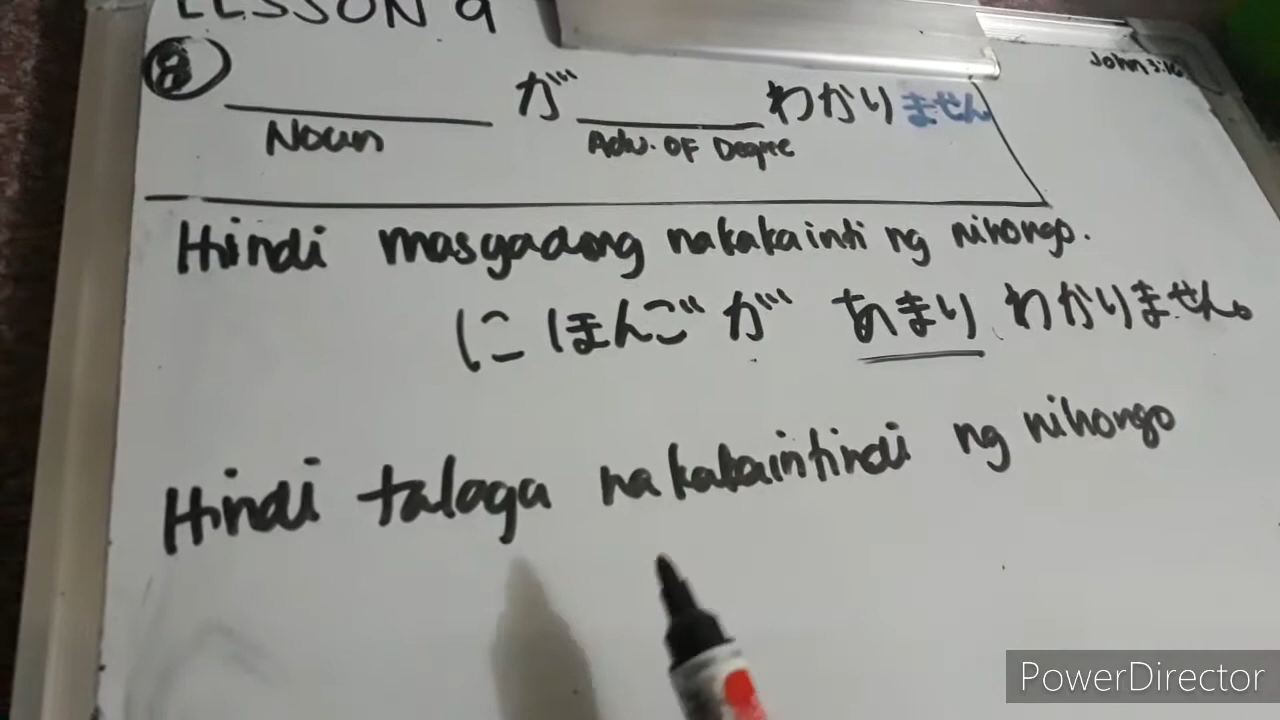 LESSON 9
8 ______ が ______ わかりません
Noun Adv. OF Degree
John 3:16
Hindi masyadong nakakainti ng nihongo.
にほんごが あまり わかりません。
Hindi talaga nakakaintindi ng nihongo
PowerDirector